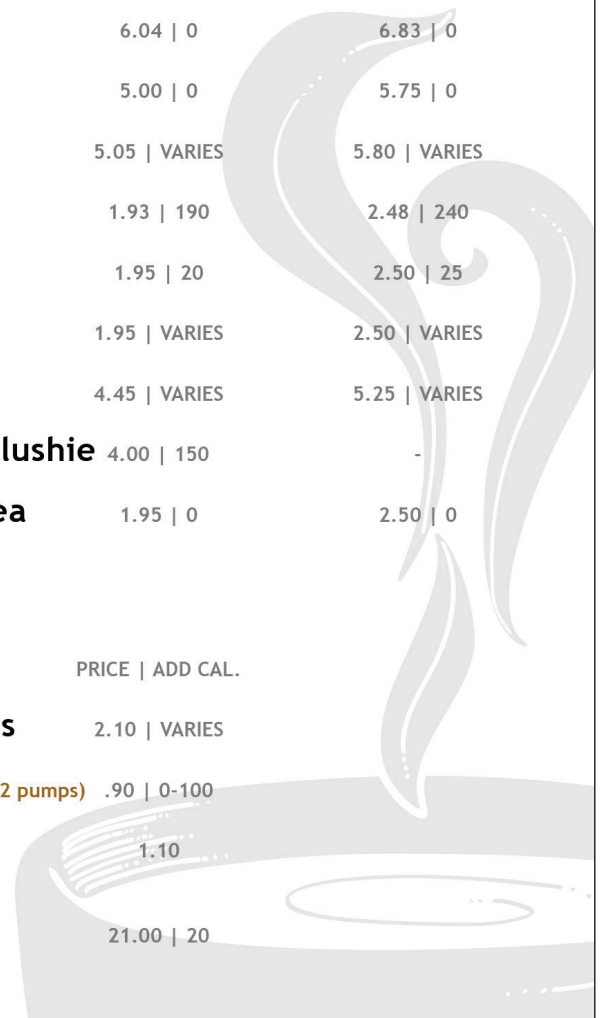 6.04 | 0 6.83 | 0
5.00 | 0 5.75 | 0
5.05 | VARIES 5.80 | VARIES
1.93 | 190 2.48 | 240
1.95 | 20 2.50 | 25
1.95 | VARIES 2.50 | VARIES
4.45 | VARIES 5.25 | VARIES
lushie 4.00 | 150 -
ea 1.95 | 0 2.50 | 0
PRICE | ADD CAL.
s 2.10 | VARIES
2 pumps) .90 | 0-100
1.10
21.00 | 20